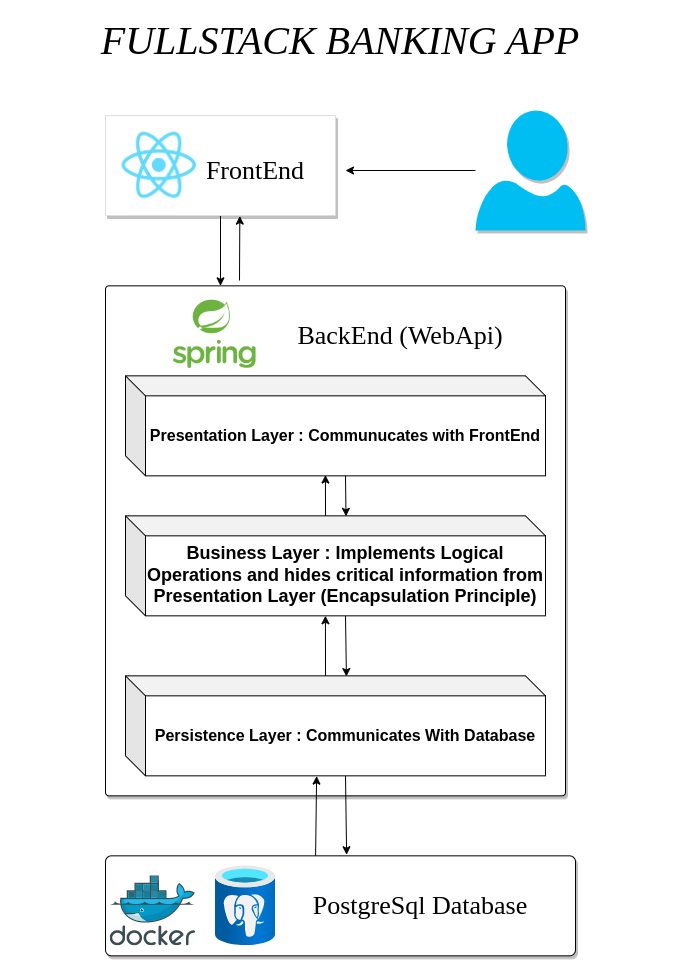 FULLSTACK BANKING APP
FrontEnd
spring
BackEnd (WebApi)
Presentation Layer : Communucates with FrontEnd
Business Layer : Implements Logical
Operations and hides critical information from
Presentation Layer (Encapsulation Principle)
Persistence Layer : Communicates With Database
docker
PostgreSql Database